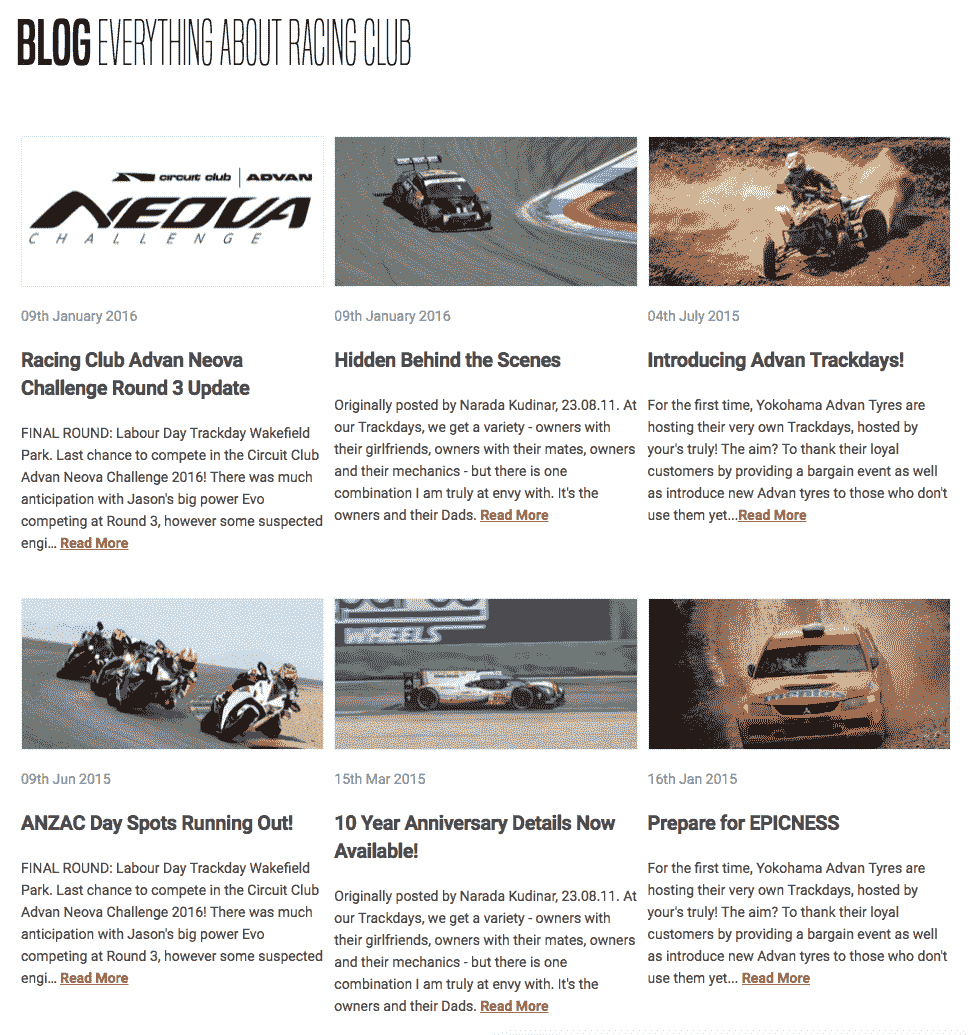 BLOG EVERYTHING ABOUT RACING CLUB
circuit club ADVAN
NEOVA
CHALLENGE
09th January 2016
Racing Club Advan Neova
Challenge Round 3 Update
FINAL ROUND: Labour Day Trackday Wakefield
Park. Last chance to compete in the Circuit Club
Advan Neova Challenge 2016! There was much
anticipation with Jason's big power Evo
competing at Round 3, however some suspected
engi... Read More
09th January 2016
Hidden Behind the Scenes
Originally posted by Narada Kudinar, 23.08.11. At
our Trackdays, we get a variety - owners with
their girlfriends, owners with their mates, owners
and their mechanics - but there is one
combination I am truly at envy with. It's the
owners and their Dads. Read More
04th July 2015
Introducing Advan Trackdays!
For the first time, Yokohama Advan Tyres are
hosting their very own Trackdays, hosted by
your's truly! The aim? To thank their loyal
customers by providing a bargain event as well
as introduce new Advan tyres to those who don't
use them yet...Read More
09th Jun 2015
ANZAC Day Spots Running Out!
FINAL ROUND: Labour Day Trackday Wakefield
Park. Last chance to compete in the Circuit Club
Advan Neova Challenge 2016! There was much
anticipation with Jason's big power Evo
competing at Round 3, however some suspected
engi... Read More
WHEELS
15th Mar 2015
10 Year Anniversary Details Now
Available!
Originally posted by Narada Kudinar, 23.08.11. At
our Trackdays, we get a variety - owners with
their girlfriends, owners with their mates, owners
and their mechanics - but there is one
combination I am truly at envy with. It's the
owners and their Dads. Read More
16th Jan 2015
Prepare for EPICNESS
For the first time, Yokohama Advan Tyres are
hosting their very own Trackdays, hosted by
your's truly! The aim? To thank their loyal
customers by providing a bargain event as well
as introduce new Advan tyres to those who don't
use them yet... Read More